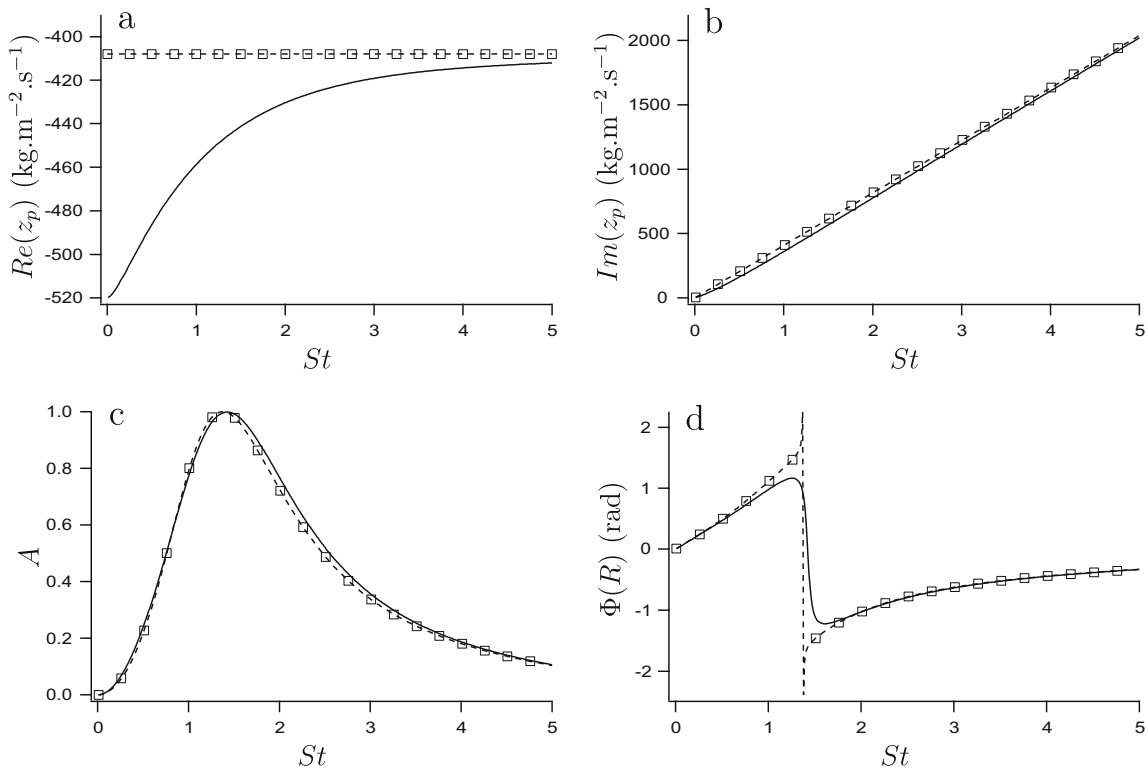 a
Re(z_p) (kg.m⁻².s⁻¹)
-400
-420
-440
-460
-480
-500
-520
0 1 2 3 4 5
St
b
Im(z_p) (kg.m⁻².s⁻¹)
2000
1500
1000
500
0
0 1 2 3 4 5
St
c
A
1.0
0.8
0.6
0.4
0.2
0.0
0 1 2 3 4 5
St
d
Φ(R) (rad)
2
1
0
-1
-2
0 1 2 3 4 5
St